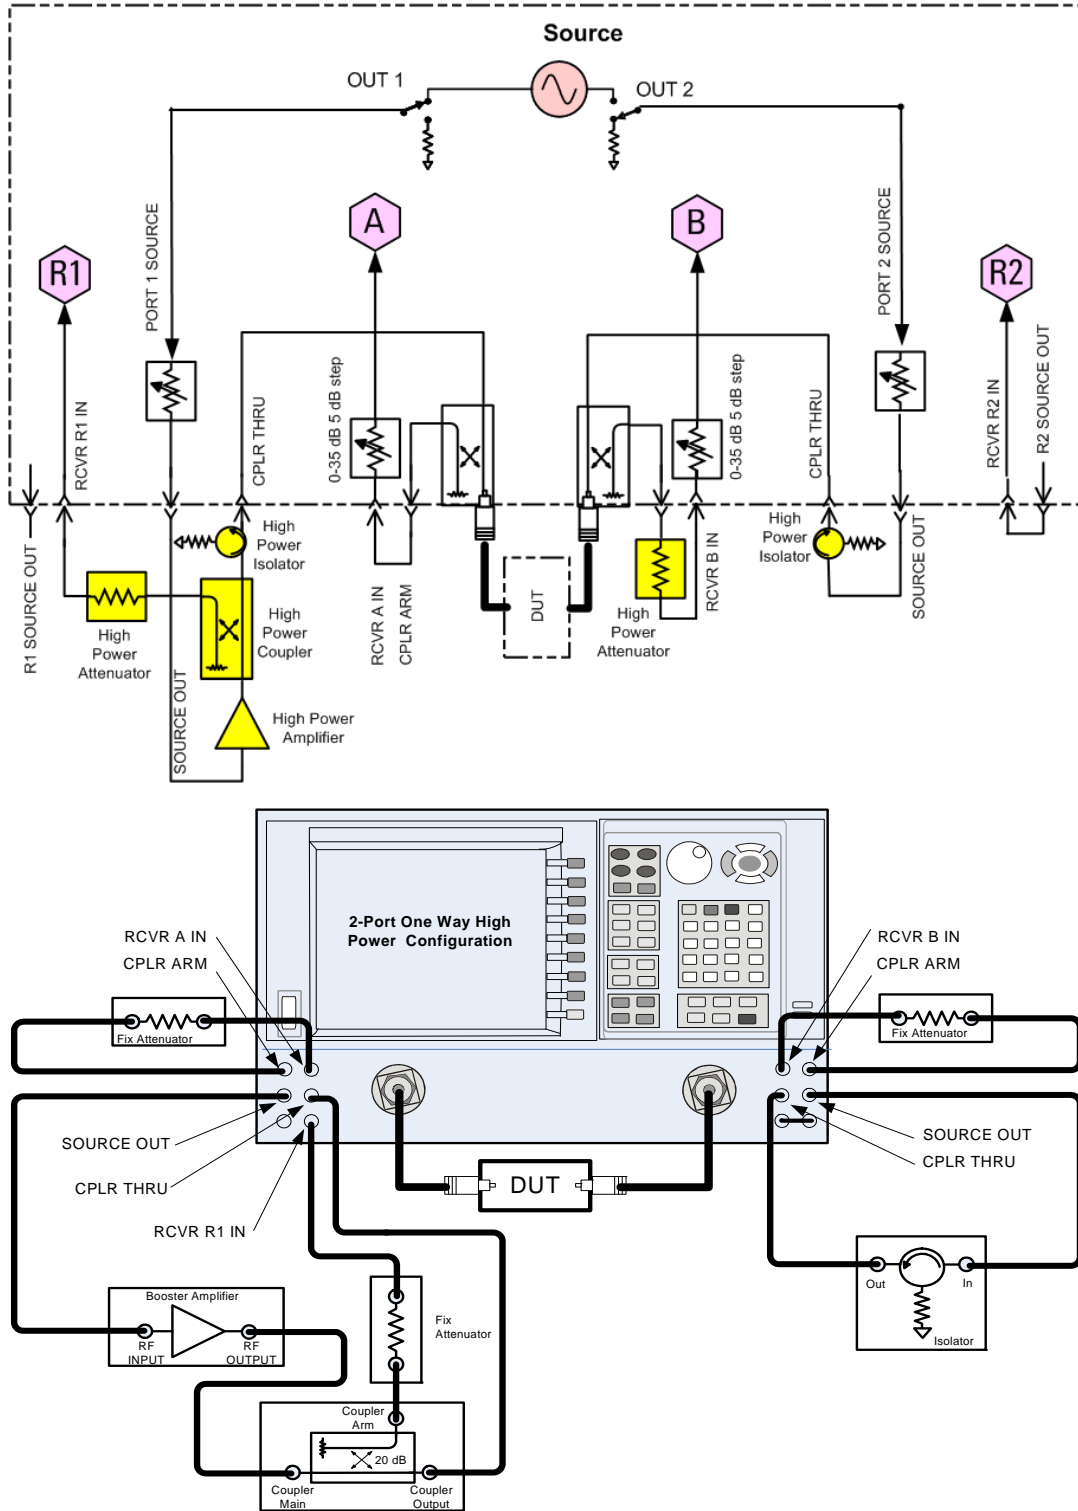 Source
OUT 1
OUT 2
A
B
R1
R2
PORT 1 SOURCE
PORT 2 SOURCE
RCVR R1 IN
CPLR THRU
0-35 dB 5 dB step
0-35 dB 5 dB step
CPLR THRU
RCVR R2 IN
R2 SOURCE OUT
R1 SOURCE OUT
High
Power
Isolator
High
Power
Attenuator
High
Power
Coupler
SOURCE OUT
High Power
Amplifier
RCVR A IN
CPLR ARM
DUT
High
Power
Attenuator
RCVR B IN
High
Power
Isolator
SOURCE OUT
2-Port One Way High
Power Configuration
RCVR A IN
CPLR ARM
RCVR B IN
CPLR ARM
Fix Attenuator
Fix Attenuator
SOURCE OUT
CPLR THRU
RCVR R1 IN
SOURCE OUT
CPLR THRU
DUT
Out
In
Isolator
Booster Amplifier
RF
INPUT
RF
OUTPUT
Fix
Attenuator
Coupler
Arm
20 dB
Coupler
Main
Coupler
Output